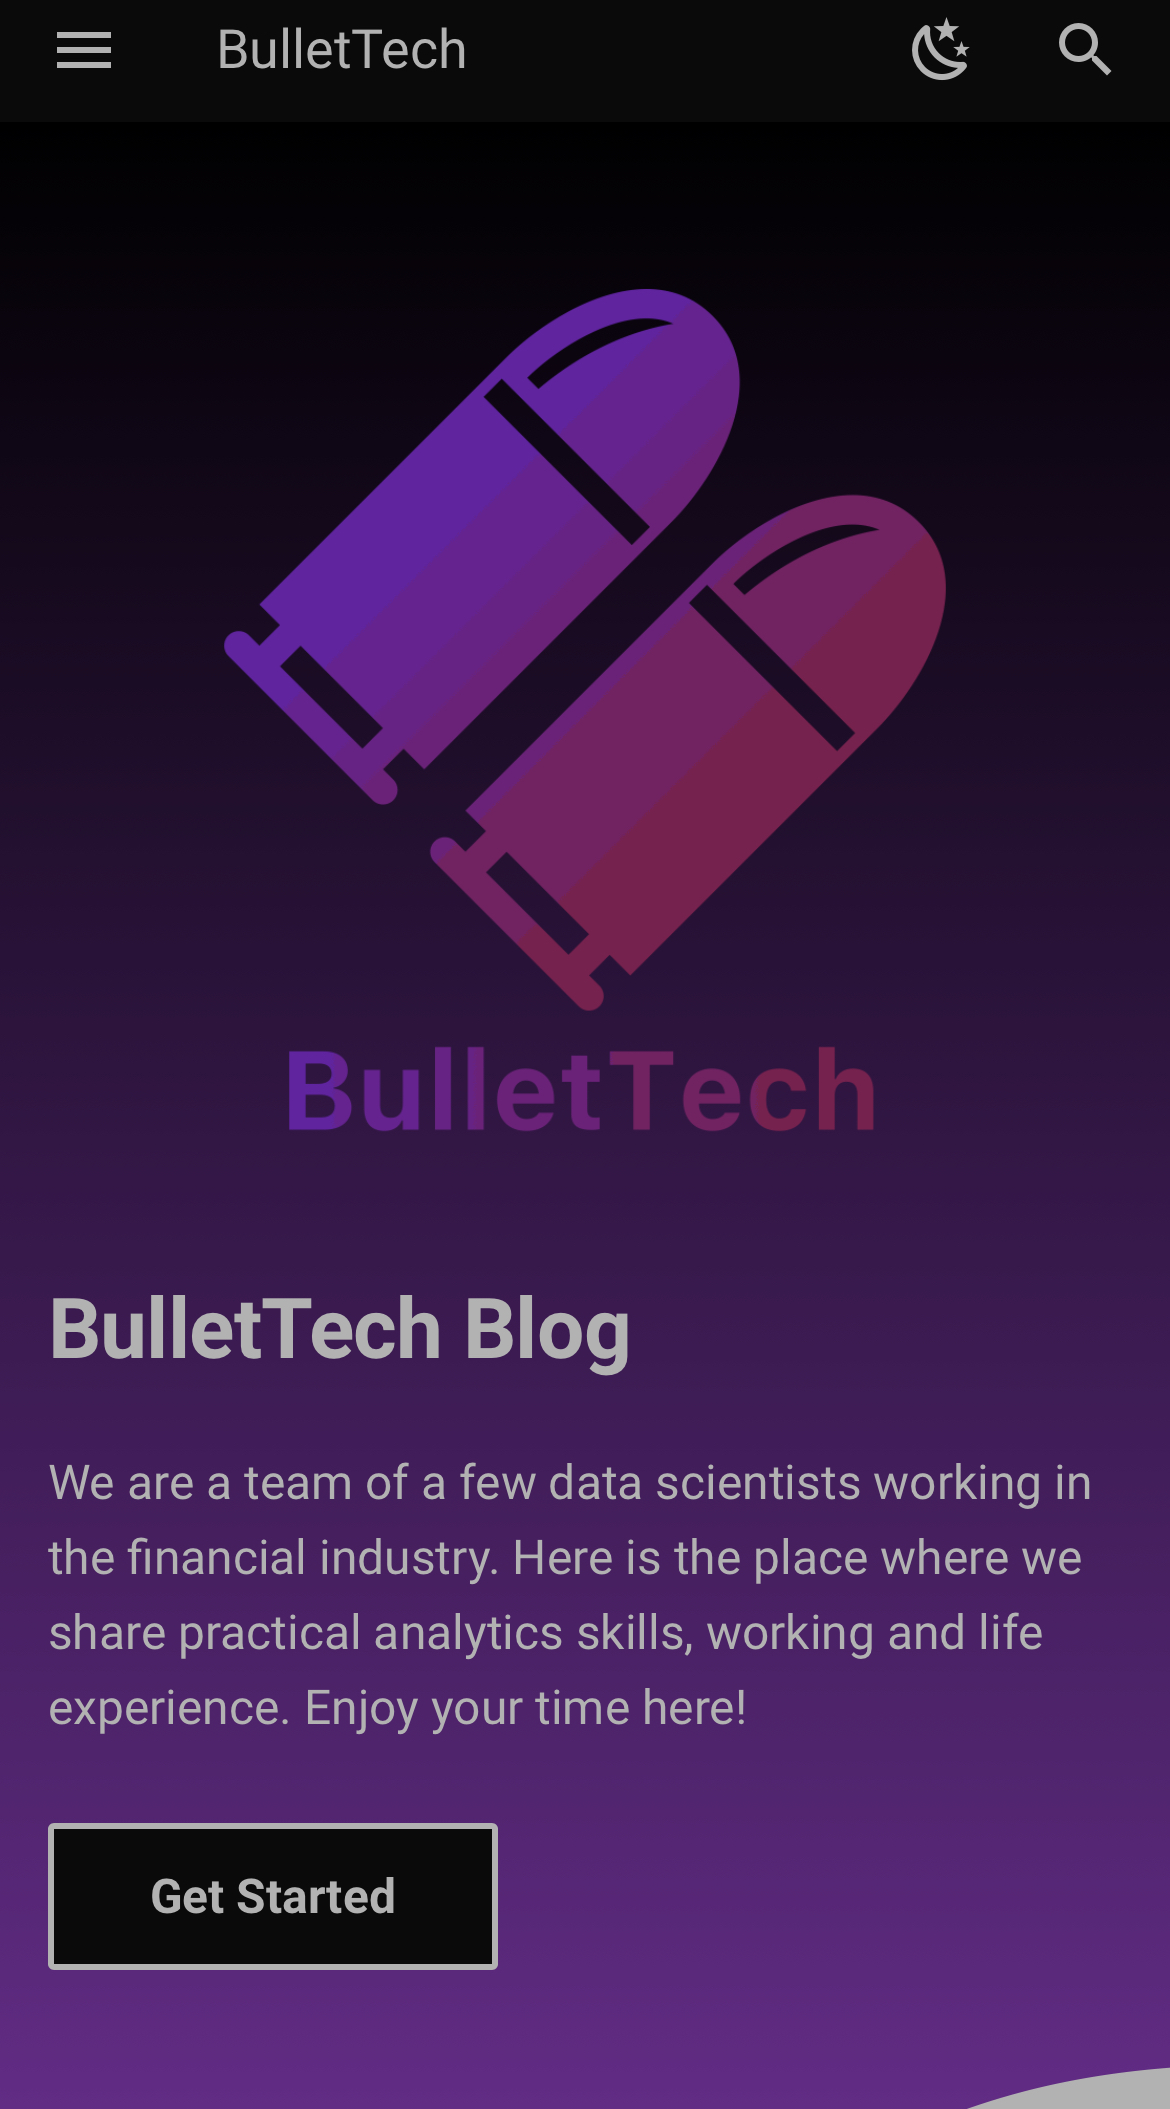 BulletTech
BulletTech
BulletTech Blog
We are a team of a few data scientists working in
the financial industry. Here is the place where we
share practical analytics skills, working and life
experience. Enjoy your time here!
Get Started